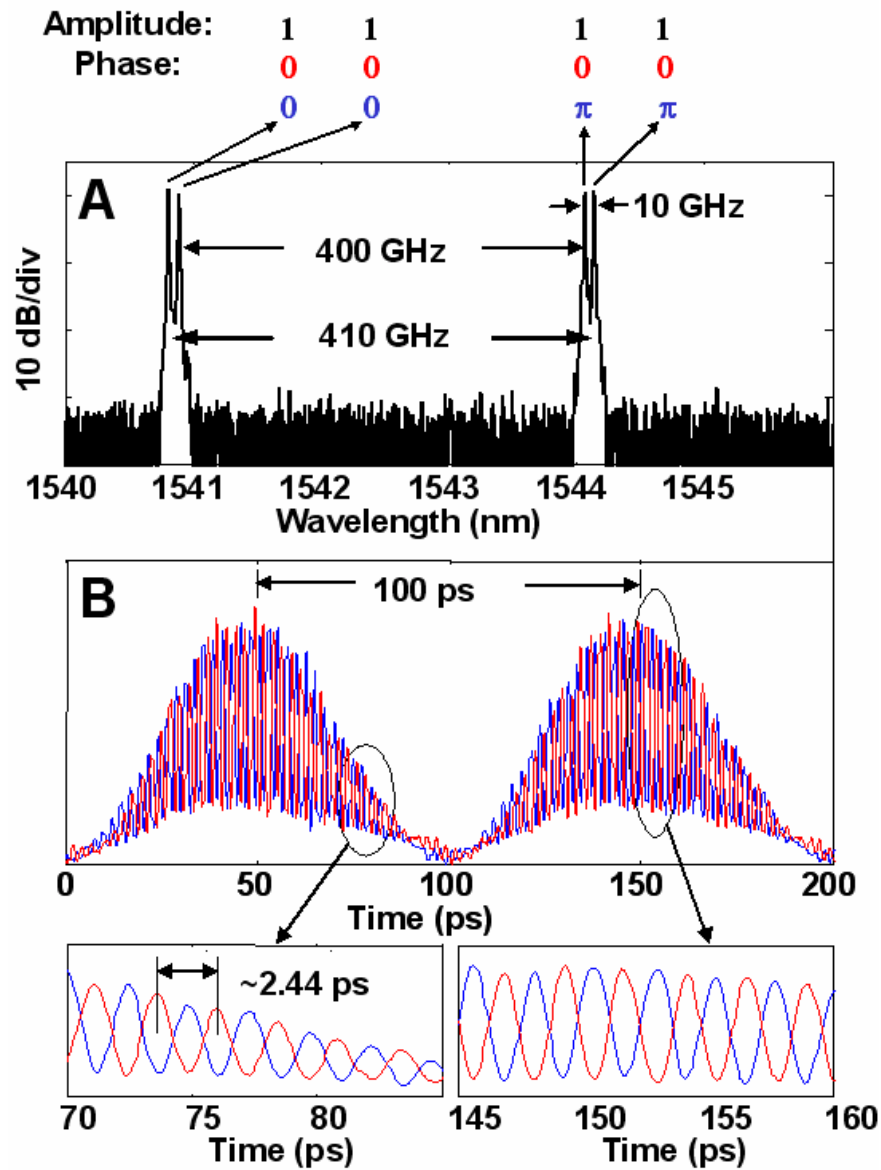 Amplitude: 1 1 1 1
Phase: 0 0 0 0
0 0 π π
A
10 GHz
400 GHz
410 GHz
10 dB/div
1540 1541 1542 1543 1544 1545
Wavelength (nm)
B
100 ps
0 50 100 150 200
Time (ps)
~2.44 ps
70 75 80
Time (ps)
145 150 155 160
Time (ps)